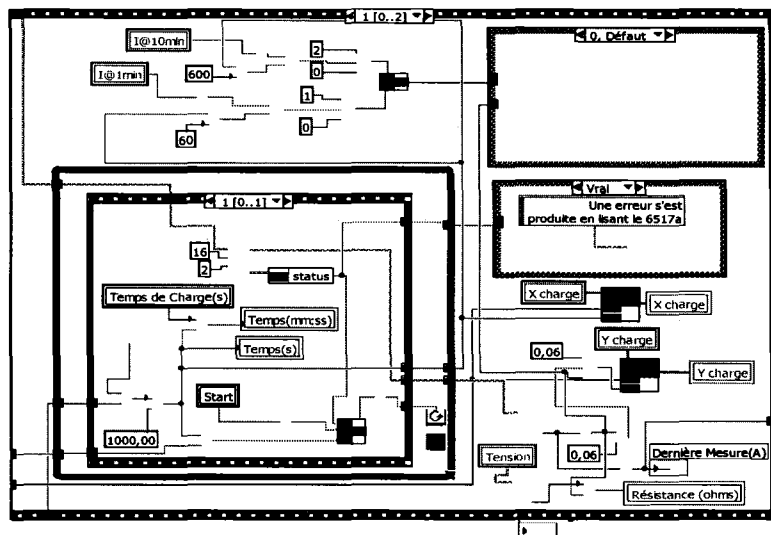 1 [0..2]
I@10min
2
0, Défaut
I@1min
600
0
1
60
0
1 [0..1]
Vrai
Une erreur s'est
produite en lisant le 6517a
16
2
status
Temps de Charge(s)
X charge
X charge
Temps(mm:ss)
Y charge
Temps(s)
0,06
Y charge
Start
1000,00
Tension
0,06
Dernière Mesure(A)
Résistance (ohms)